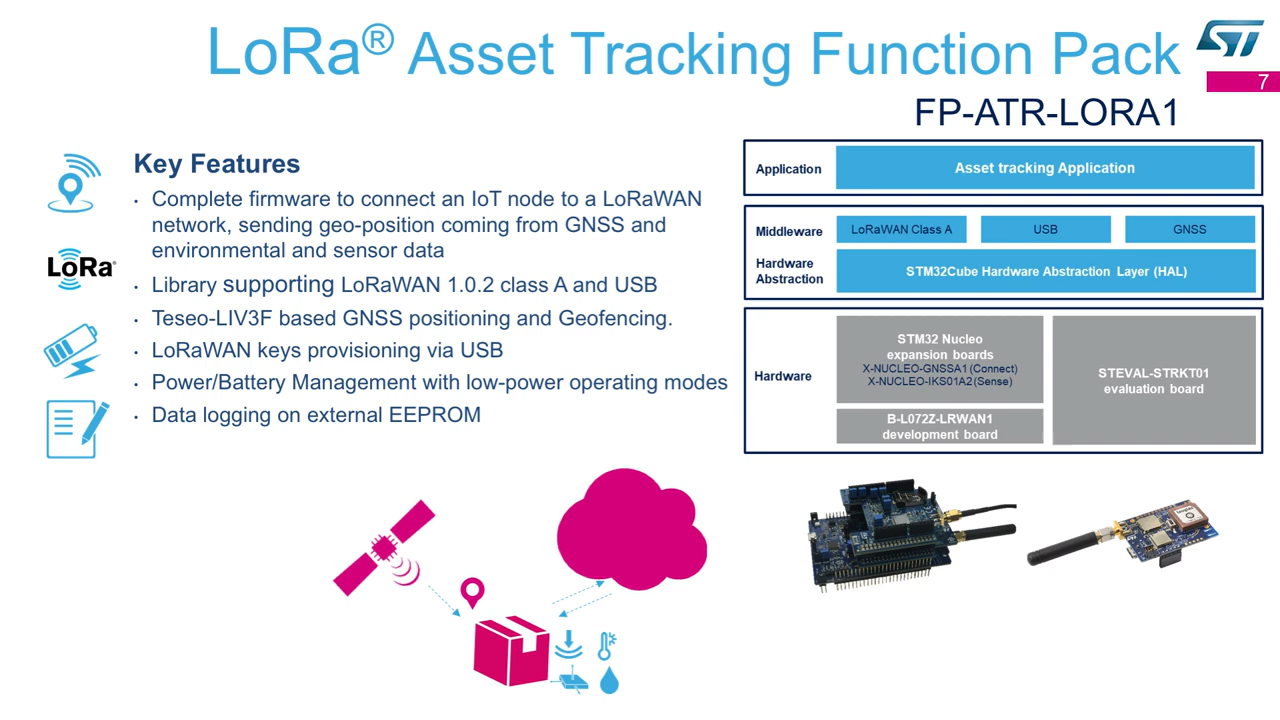 LoRa® Asset Tracking Function Pack
ST
7
FP-ATR-LORA1
Key Features
• Complete firmware to connect an IoT node to a LoRaWAN
network, sending geo-position coming from GNSS and
environmental and sensor data
LoRa®
• Library supporting LoRaWAN 1.0.2 class A and USB
• Teseo-LIV3F based GNSS positioning and Geofencing.
• LoRaWAN keys provisioning via USB
• Power/Battery Management with low-power operating modes
• Data logging on external EEPROM
Application
Asset tracking Application
Middleware
LoRaWAN Class A
USB
GNSS
Hardware
Abstraction
STM32Cube Hardware Abstraction Layer (HAL)
Hardware
STM32 Nucleo
expansion boards
X-NUCLEO-GNSSA1 (Connect)
X-NUCLEO-IKS01A2 (Sense)
B-L072Z-LRWAN1
development board
STEVAL-STRKT01
evaluation board